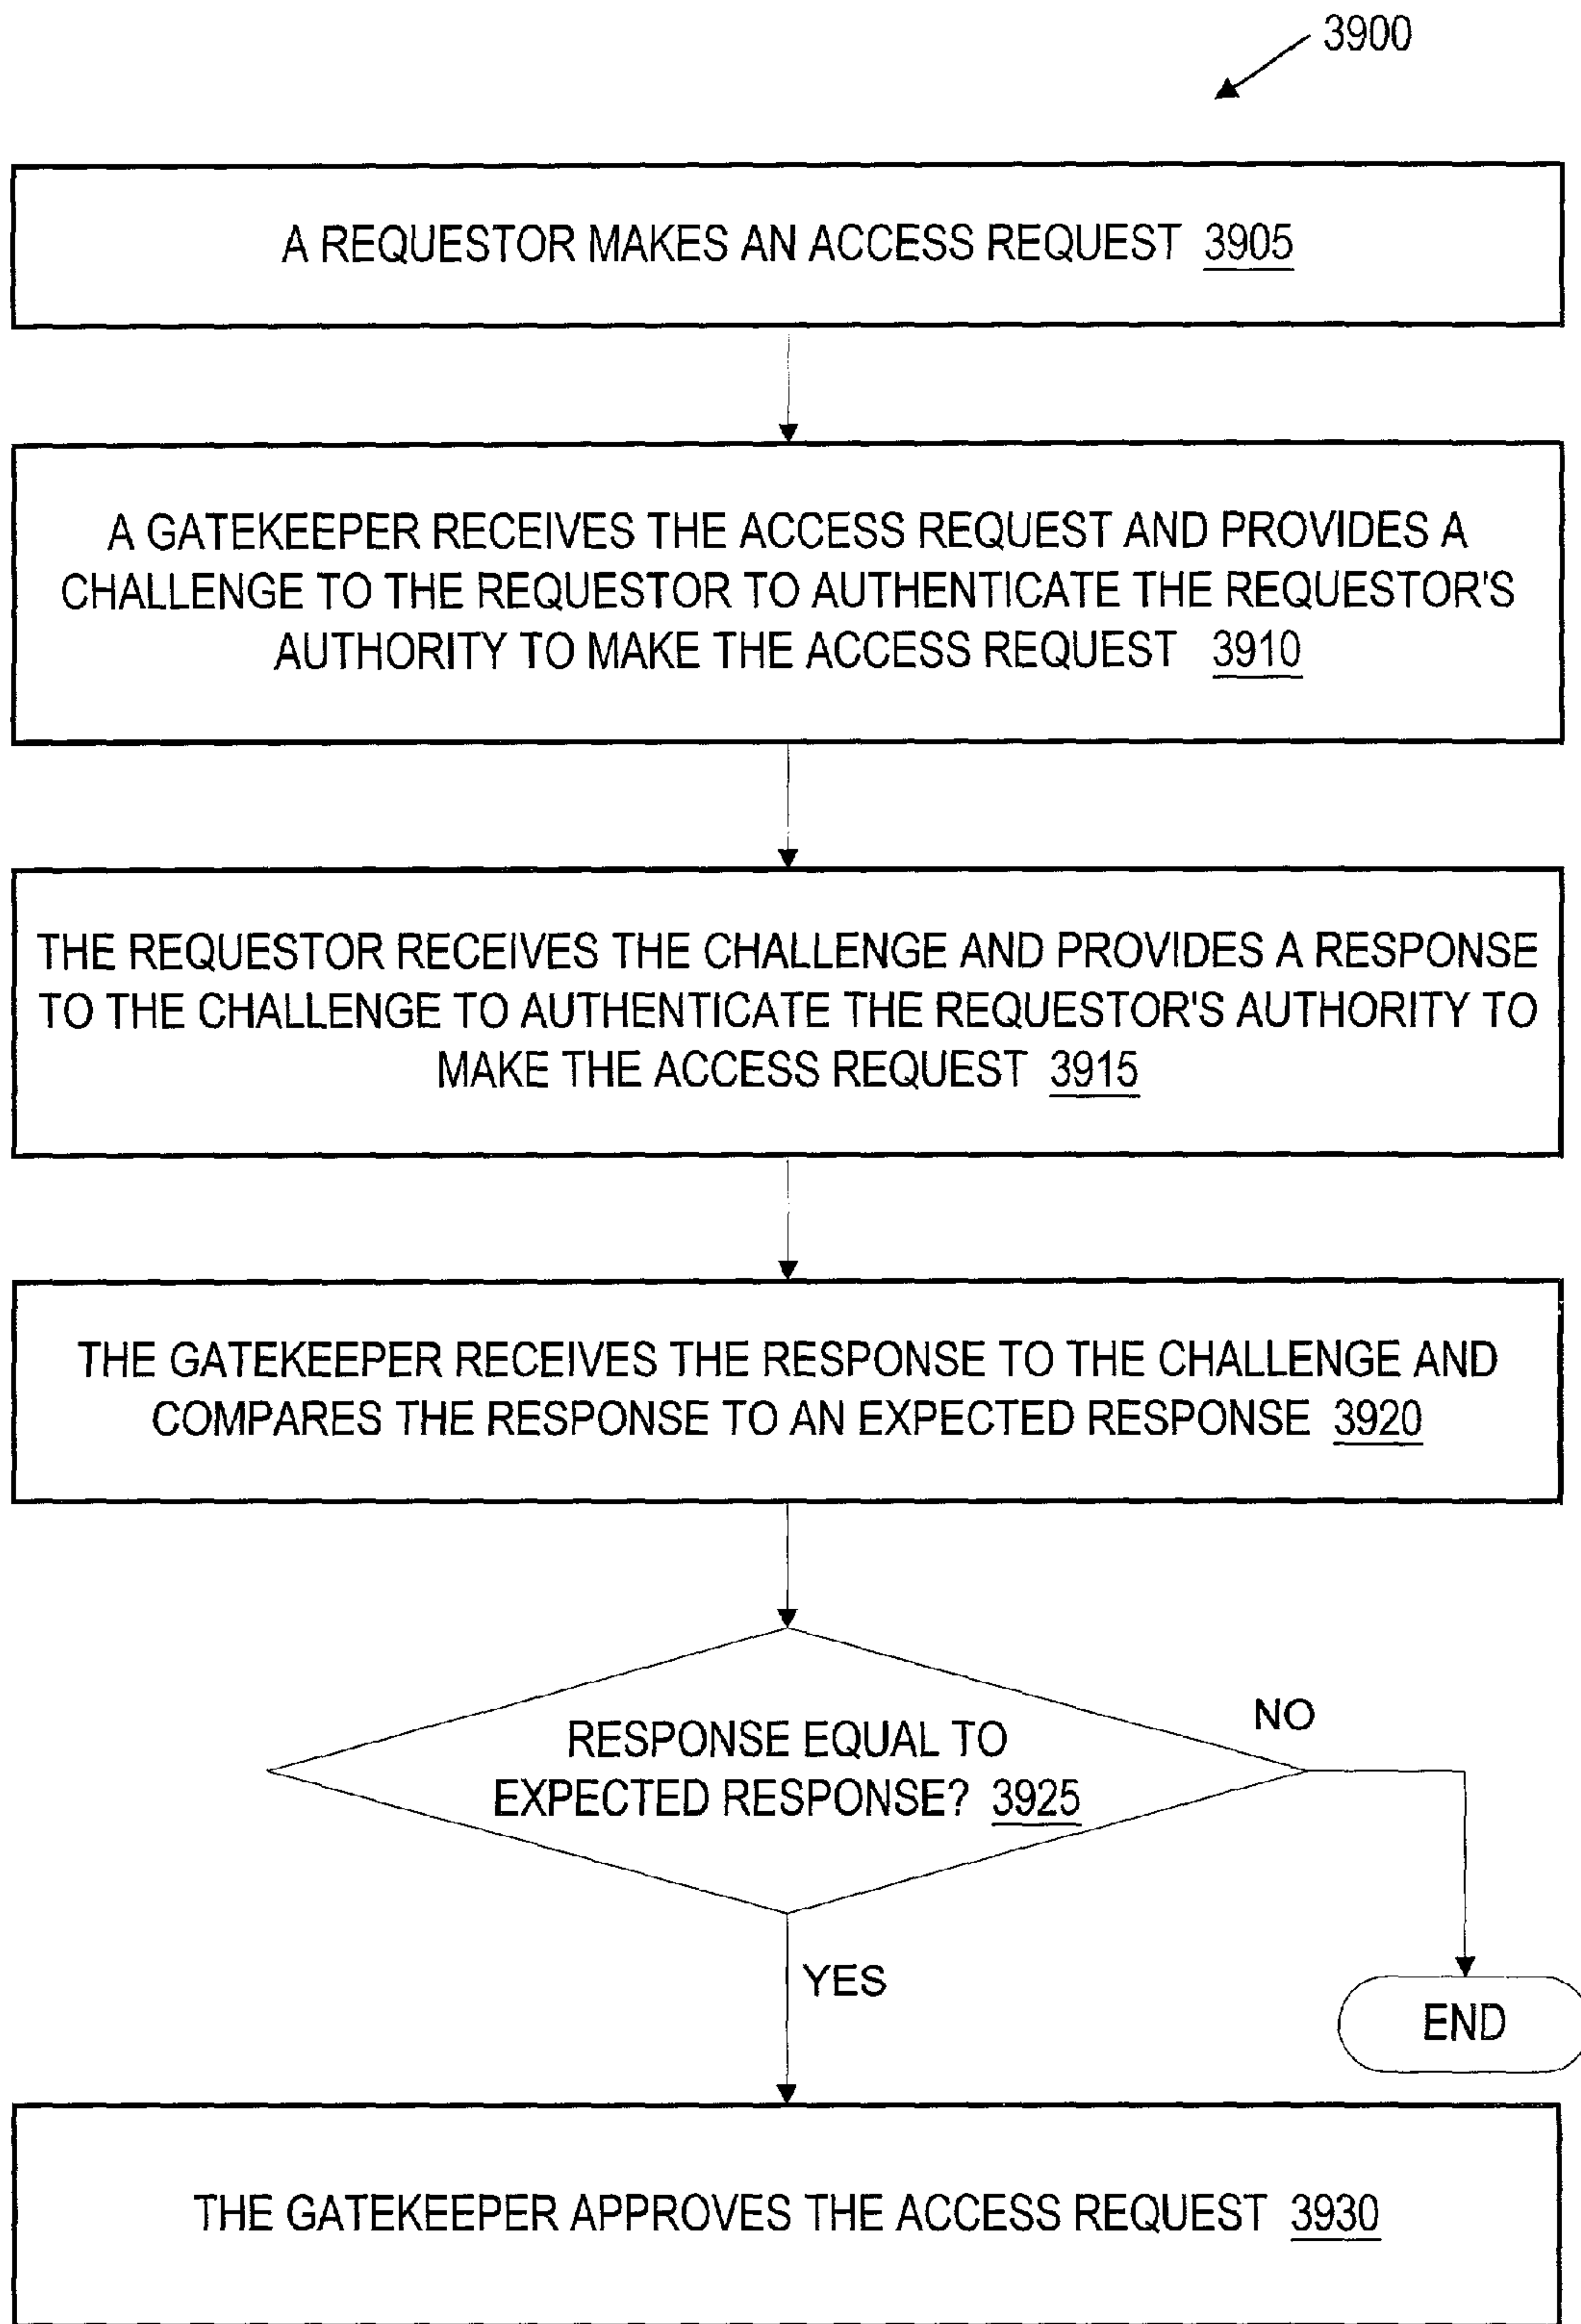 3900
A REQUESTOR MAKES AN ACCESS REQUEST 3905
A GATEKEEPER RECEIVES THE ACCESS REQUEST AND PROVIDES A
CHALLENGE TO THE REQUESTOR TO AUTHENTICATE THE REQUESTOR'S
AUTHORITY TO MAKE THE ACCESS REQUEST 3910
THE REQUESTOR RECEIVES THE CHALLENGE AND PROVIDES A RESPONSE
TO THE CHALLENGE TO AUTHENTICATE THE REQUESTOR'S AUTHORITY TO
MAKE THE ACCESS REQUEST 3915
THE GATEKEEPER RECEIVES THE RESPONSE TO THE CHALLENGE AND
COMPARES THE RESPONSE TO AN EXPECTED RESPONSE 3920
NO
RESPONSE EQUAL TO
EXPECTED RESPONSE? 3925
YES
END
THE GATEKEEPER APPROVES THE ACCESS REQUEST 3930